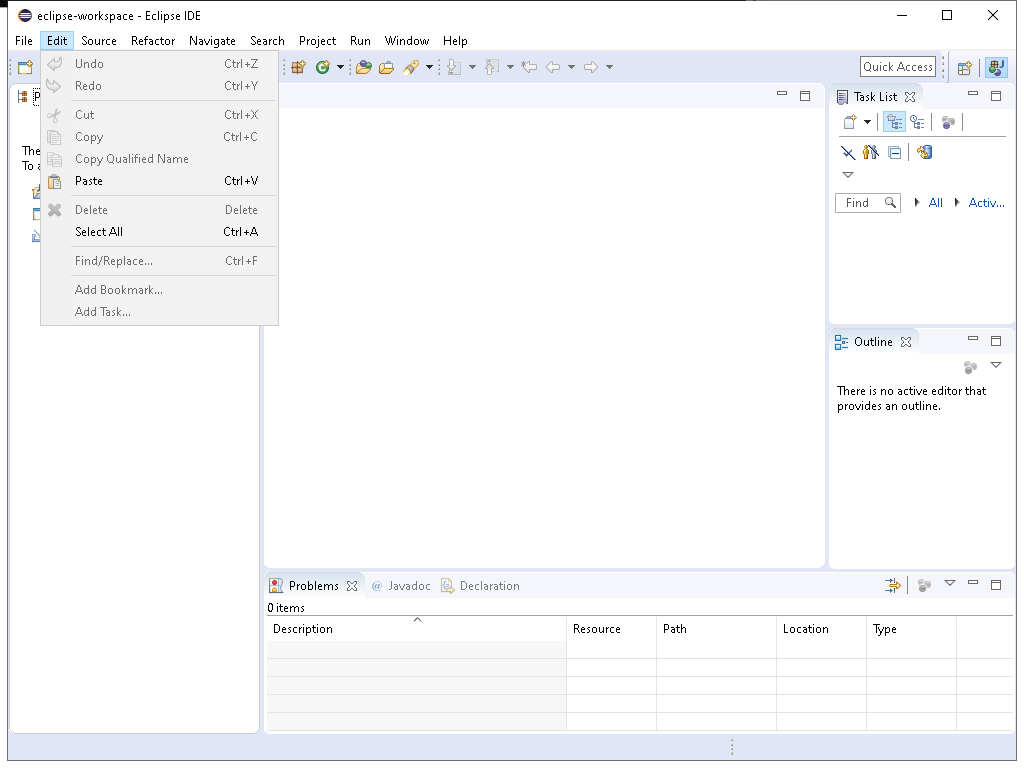 eclipse-workspace - Eclipse IDE
File Edit Source Refactor Navigate Search Project Run Window Help
Quick Access
Undo Ctrl+Z
Redo Ctrl+Y
Cut Ctrl+X
Copy Ctrl+C
Copy Qualified Name
Paste Ctrl+V
Delete Delete
Select All Ctrl+A
Find/Replace... Ctrl+F
Add Bookmark...
Add Task...
P
The
To a
Task List
Find All Activ...
Outline
There is no active editor that
provides an outline.
Problems @ Javadoc Declaration
0 items
Description Resource Path Location Type